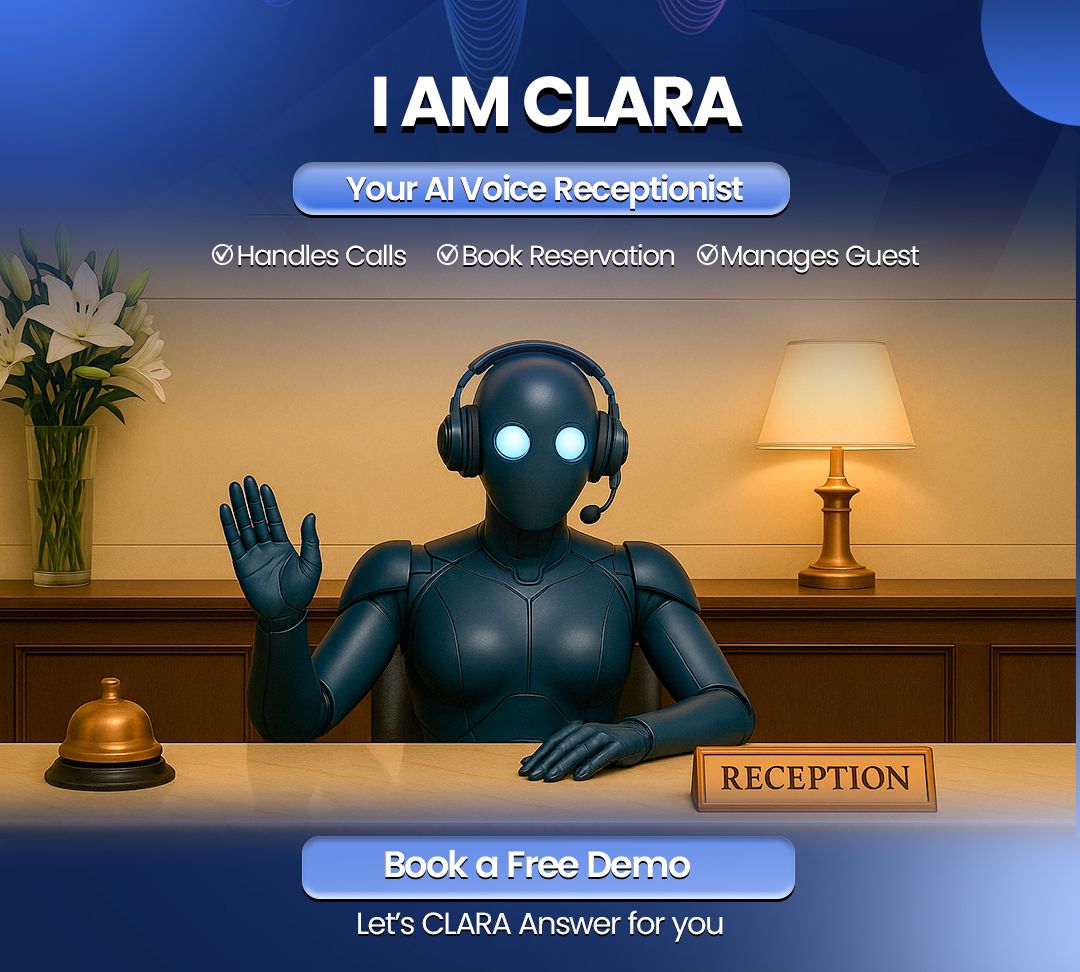 I AM CLARA
Your AI Voice Receptionist
Handles Calls Book Reservation Manages Guest
RECEPTION
Book a Free Demo
Let's CLARA Answer for you